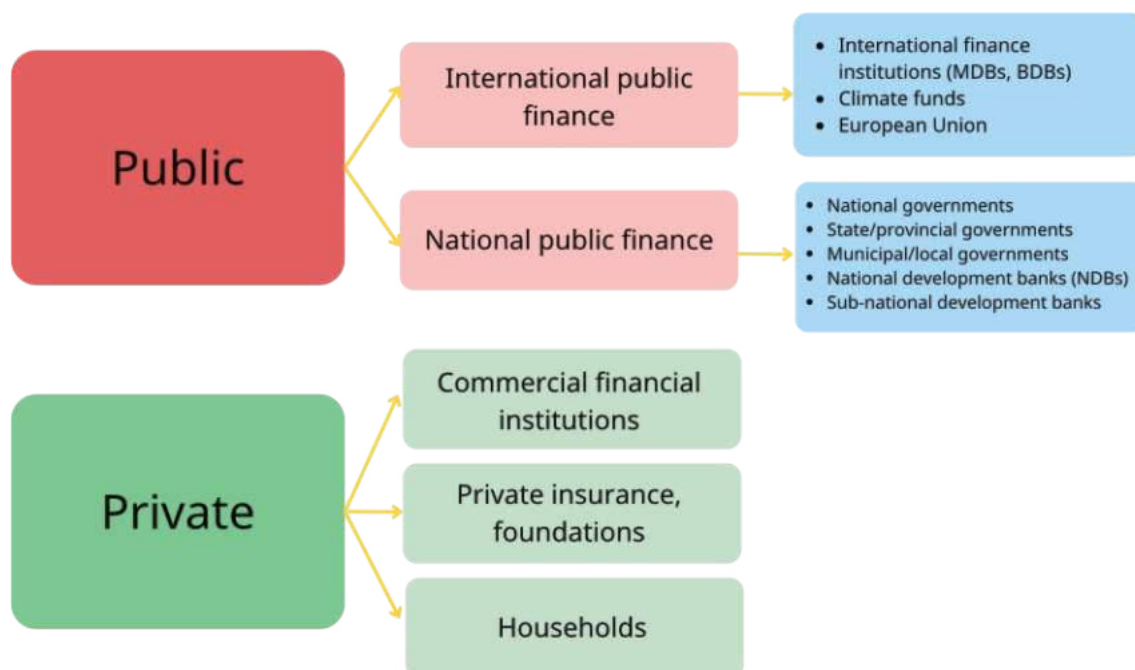 Public
International public
finance
• International finance
institutions (MDBs, BDBs)
• Climate funds
• European Union
National public finance
• National governments
• State/provincial governments
• Municipal/local governments
• National development banks (NDBs)
• Sub-national development banks
Private
Commercial financial
institutions
Private insurance,
foundations
Households